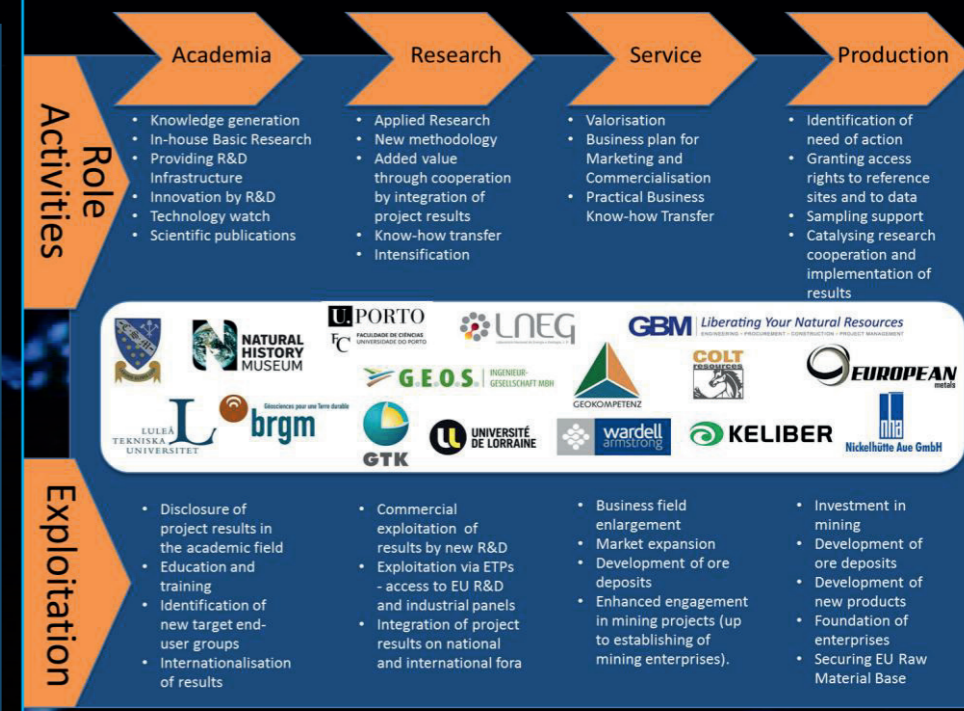 Academia
Research
Service
Production
Role
Activities
• Knowledge generation
• In-house Basic Research
• Providing R&D
Infrastructure
• Innovation by R&D
• Technology watch
• Scientific publications
• Applied Research
• New methodology
• Added value
through cooperation
by integration of
project results
• Know-how transfer
• Intensification
• Valorisation
• Business plan for
Marketing and
Commercialisation
• Practical Business
Know-how Transfer
• Identification of
need of action
• Granting access
rights to reference
sites and to data
• Sampling support
• Catalysing research
cooperation and
implementation of
results
NATURAL
HISTORY
MUSEUM
U. PORTO
FC FACULDADE DE CIÊNCIAS
UNIVERSIDADE DO PORTO
LNEG
GBM Liberating Your Natural Resources
ENGINEERING • PROCUREMENT • CONSTRUCTION • PROJECT MANAGEMENT
G.E.O.S. INGENIEUR-
GESELLSCHAFT MBH
GEOKOMPETENZ
COLT
resources
EUROPEAN
metals
LULEÅ
TEKNISKA
UNIVERSITET
L
Géosciences pour une Terre durable
brgm
GTK
UNIVERSITÉ
DE LORRAINE
wardell
armstrong
KELIBER
nha
Nickelhütte Aue GmbH
Exploitation
• Disclosure of
project results in
the academic field
• Education and
training
• Identification of
new target end-
user groups
• Internationalisation
of results
• Commercial
exploitation of
results by new R&D
• Exploitation via ETPs
- access to EU R&D
and industrial panels
• Integration of project
results on national
and international fora
• Business field
enlargement
• Market expansion
• Development of ore
deposits
• Enhanced engagement
in mining projects (up
to establishing of
mining enterprises).
• Investment in
mining
• Development of
ore deposits
• Development of
new products
• Foundation of
enterprises
• Securing EU Raw
Material Base